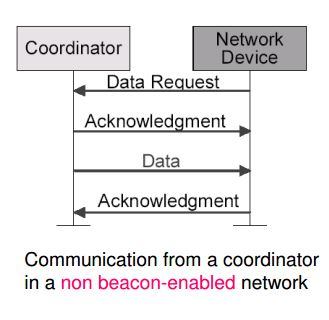 Coordinator
Network
Device
Data Request
Acknowledgment
Data
Acknowledgment
Communication from a coordinator
in a non beacon-enabled network